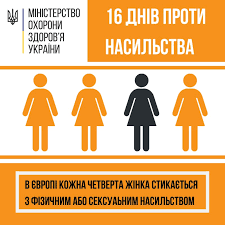 МІНІСТЕРСТВО
ОХОРОНИ
ЗДОРОВ'Я
УКРАЇНИ
16 ДНІВ ПРОТИ
НАСИЛЬСТВА
В ЄВРОПІ КОЖНА ЧЕТВЕРТА ЖІНКА СТИКАЄТЬСЯ
З ФІЗИЧНИМ АБО СЕКСУАЛЬНИМ НАСИЛЬСТВОМ